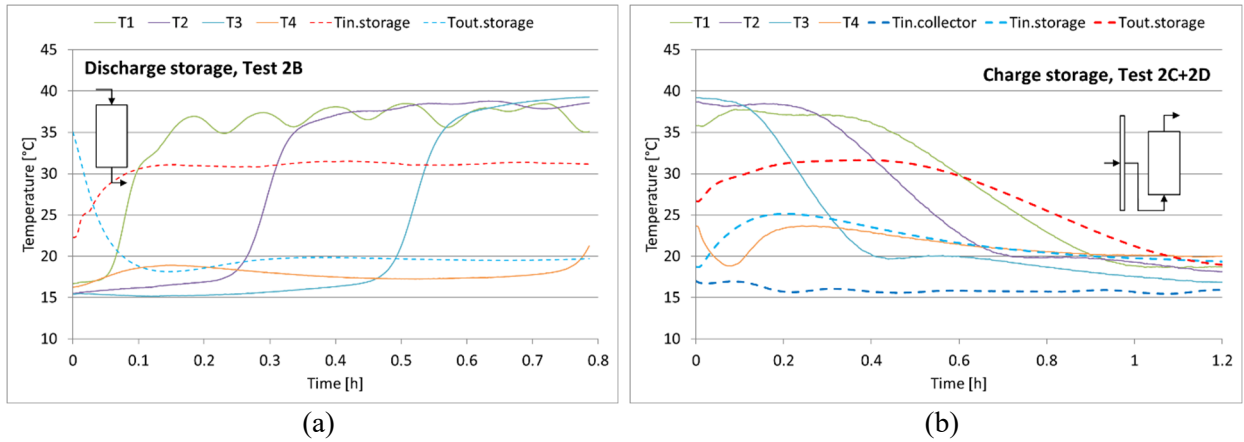 T1 T2 T3 T4 Tin.storage Tout.storage
Discharge storage, Test 2B
Temperature [°C]
45
40
35
30
25
20
15
10
0 0.1 0.2 0.3 0.4 0.5 0.6 0.7 0.8
Time [h]
(a)
T1 T2 T3 T4 Tin.collector Tin.storage Tout.storage
Charge storage, Test 2C+2D
Temperature [°C]
45
40
35
30
25
20
15
10
0 0.2 0.4 0.6 0.8 1 1.2
Time [h]
(b)